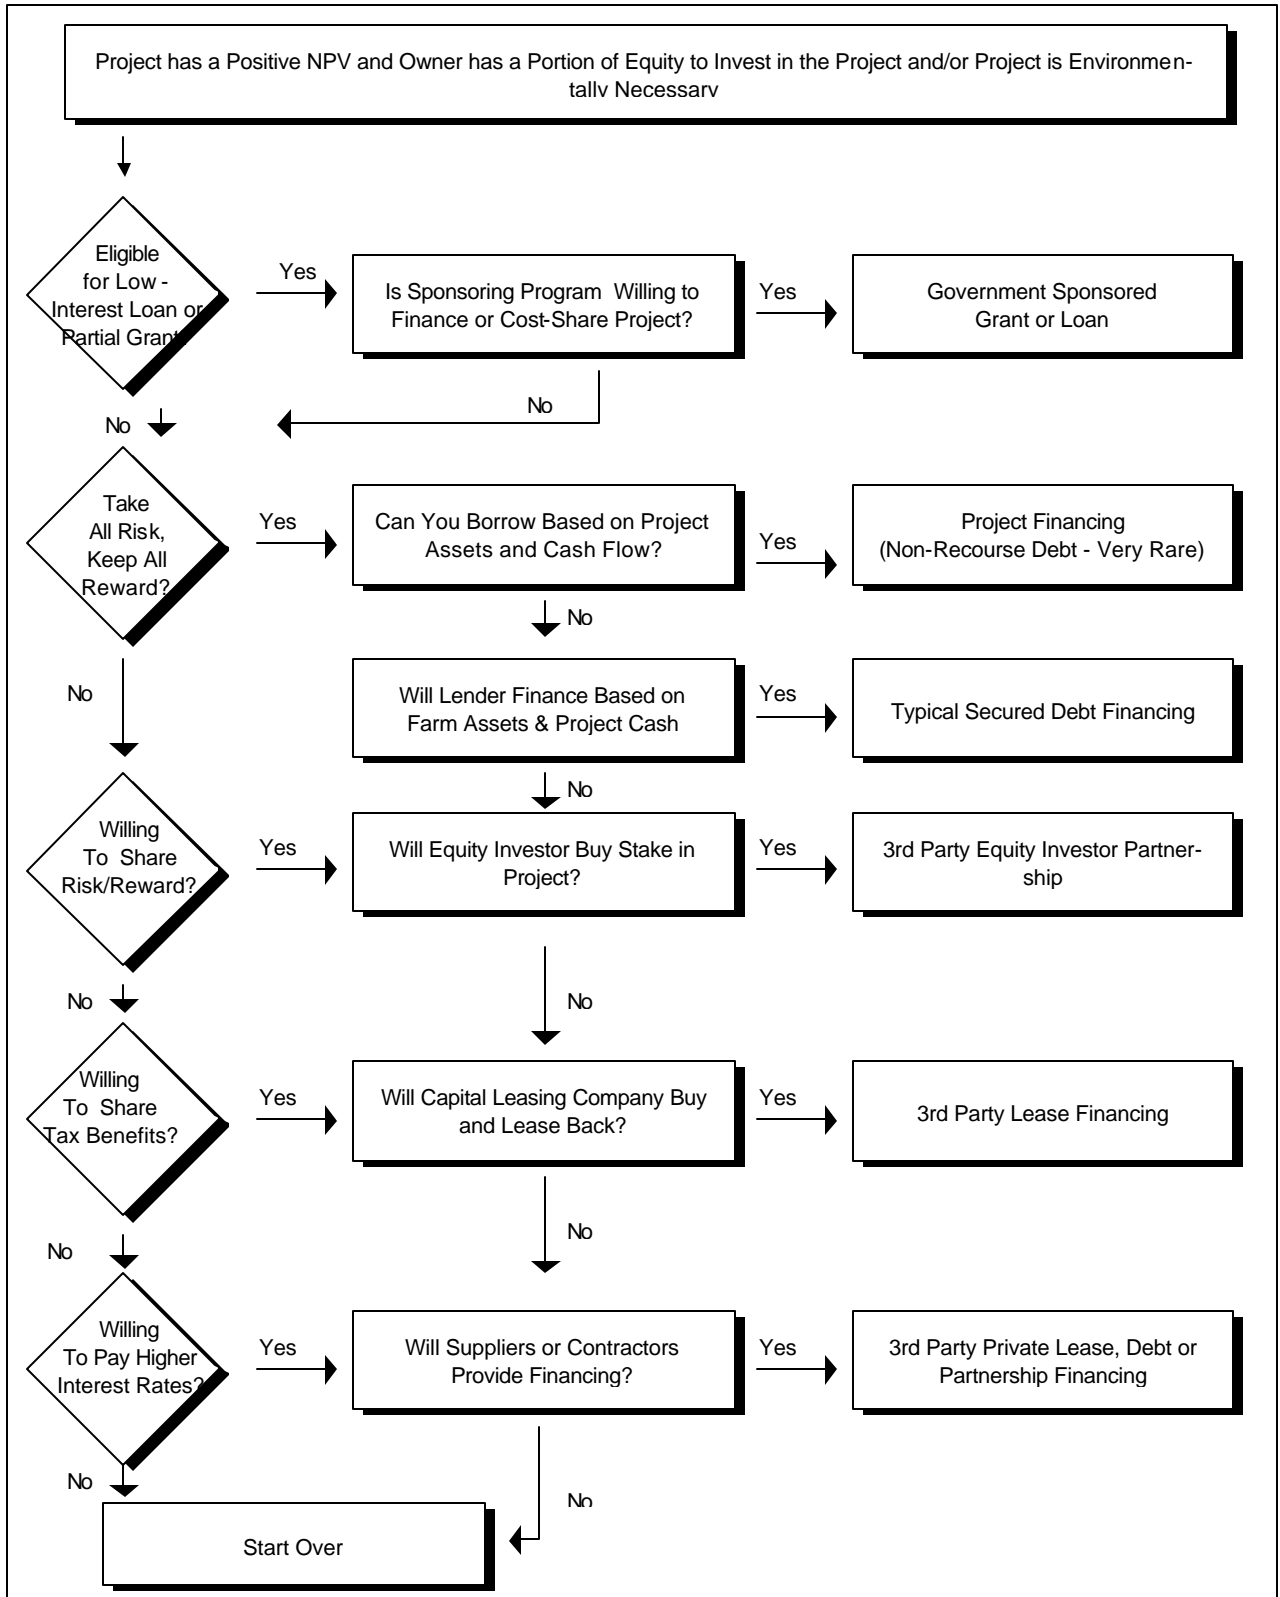 Project has a Positive NPV and Owner has a Portion of Equity to Invest in the Project and/or Project is Environmen-
tally Necessary
Eligible
for Low -
Interest Loan or
Partial Grant
Yes
Is Sponsoring Program Willing to
Finance or Cost-Share Project?
Yes
Government Sponsored
Grant or Loan
No
No
Take
All Risk,
Keep All
Reward?
Yes
Can You Borrow Based on Project
Assets and Cash Flow?
Yes
Project Financing
(Non-Recourse Debt - Very Rare)
No
No
Will Lender Finance Based on
Farm Assets & Project Cash
Yes
Typical Secured Debt Financing
No
Willing
To Share
Risk/Reward?
Yes
Will Equity Investor Buy Stake in
Project?
Yes
3rd Party Equity Investor Partner-
ship
No
No
Willing
To Share
Tax Benefits?
Yes
Will Capital Leasing Company Buy
and Lease Back?
Yes
3rd Party Lease Financing
No
No
Willing
To Pay Higher
Interest Rates?
Yes
Will Suppliers or Contractors
Provide Financing?
Yes
3rd Party Private Lease, Debt or
Partnership Financing
No
No
Start Over